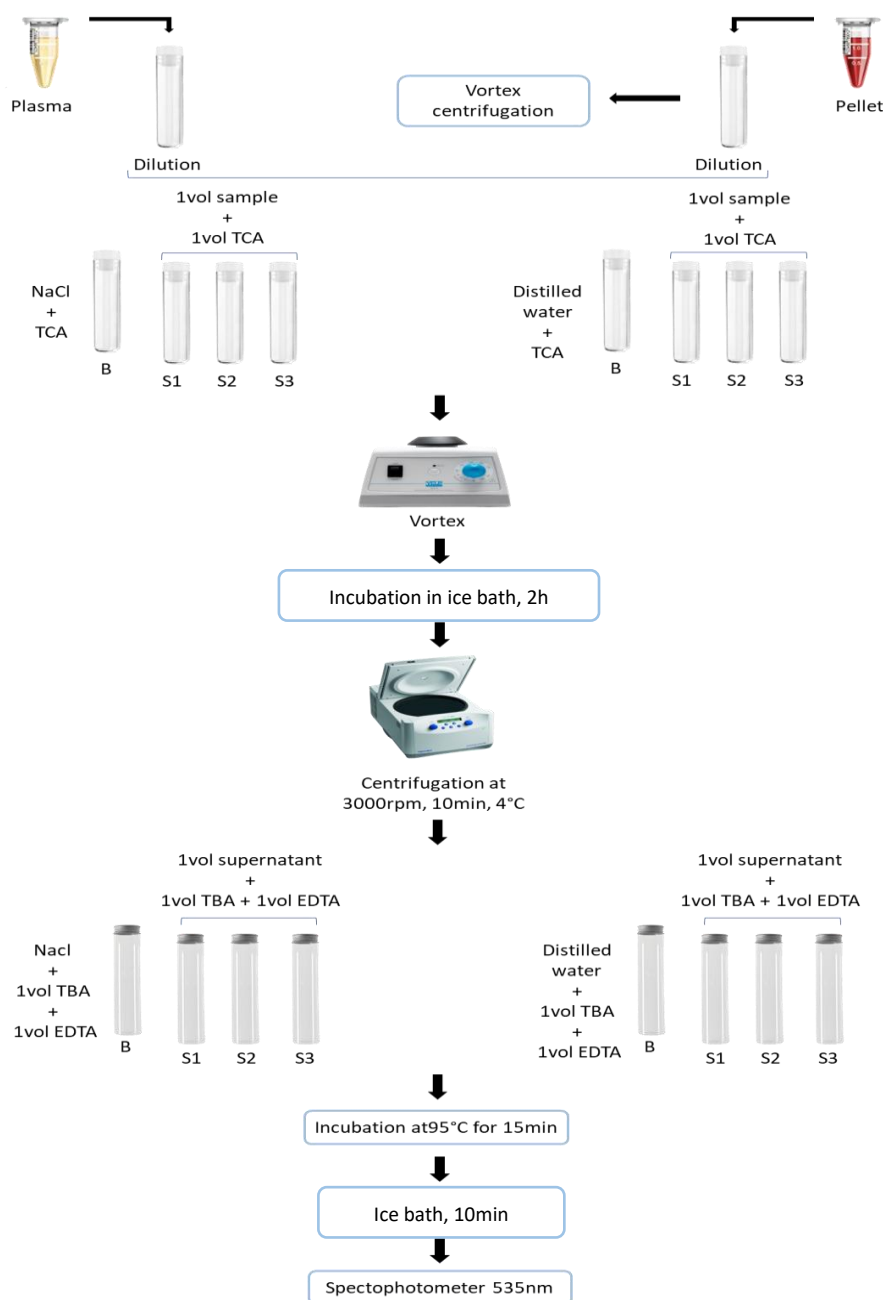 Plasma
Vortex
centrifugation
Pellet
Dilution
Dilution
1vol sample
+
1vol TCA
1vol sample
+
1vol TCA
NaCl
+
TCA
B
S1
S2
S3
Distilled
water
+
TCA
B
S1
S2
S3
Vortex
Incubation in ice bath, 2h
Centrifugation at
3000rpm, 10min, 4°C
1vol supernatant
+
1vol TBA + 1vol EDTA
1vol supernatant
+
1vol TBA + 1vol EDTA
Nacl
+
1vol TBA
+
1vol EDTA
B
S1
S2
S3
Distilled
water
+
1vol TBA
+
1vol EDTA
B
S1
S2
S3
Incubation at95°C for 15min
Ice bath, 10min
Spectophotometer 535nm